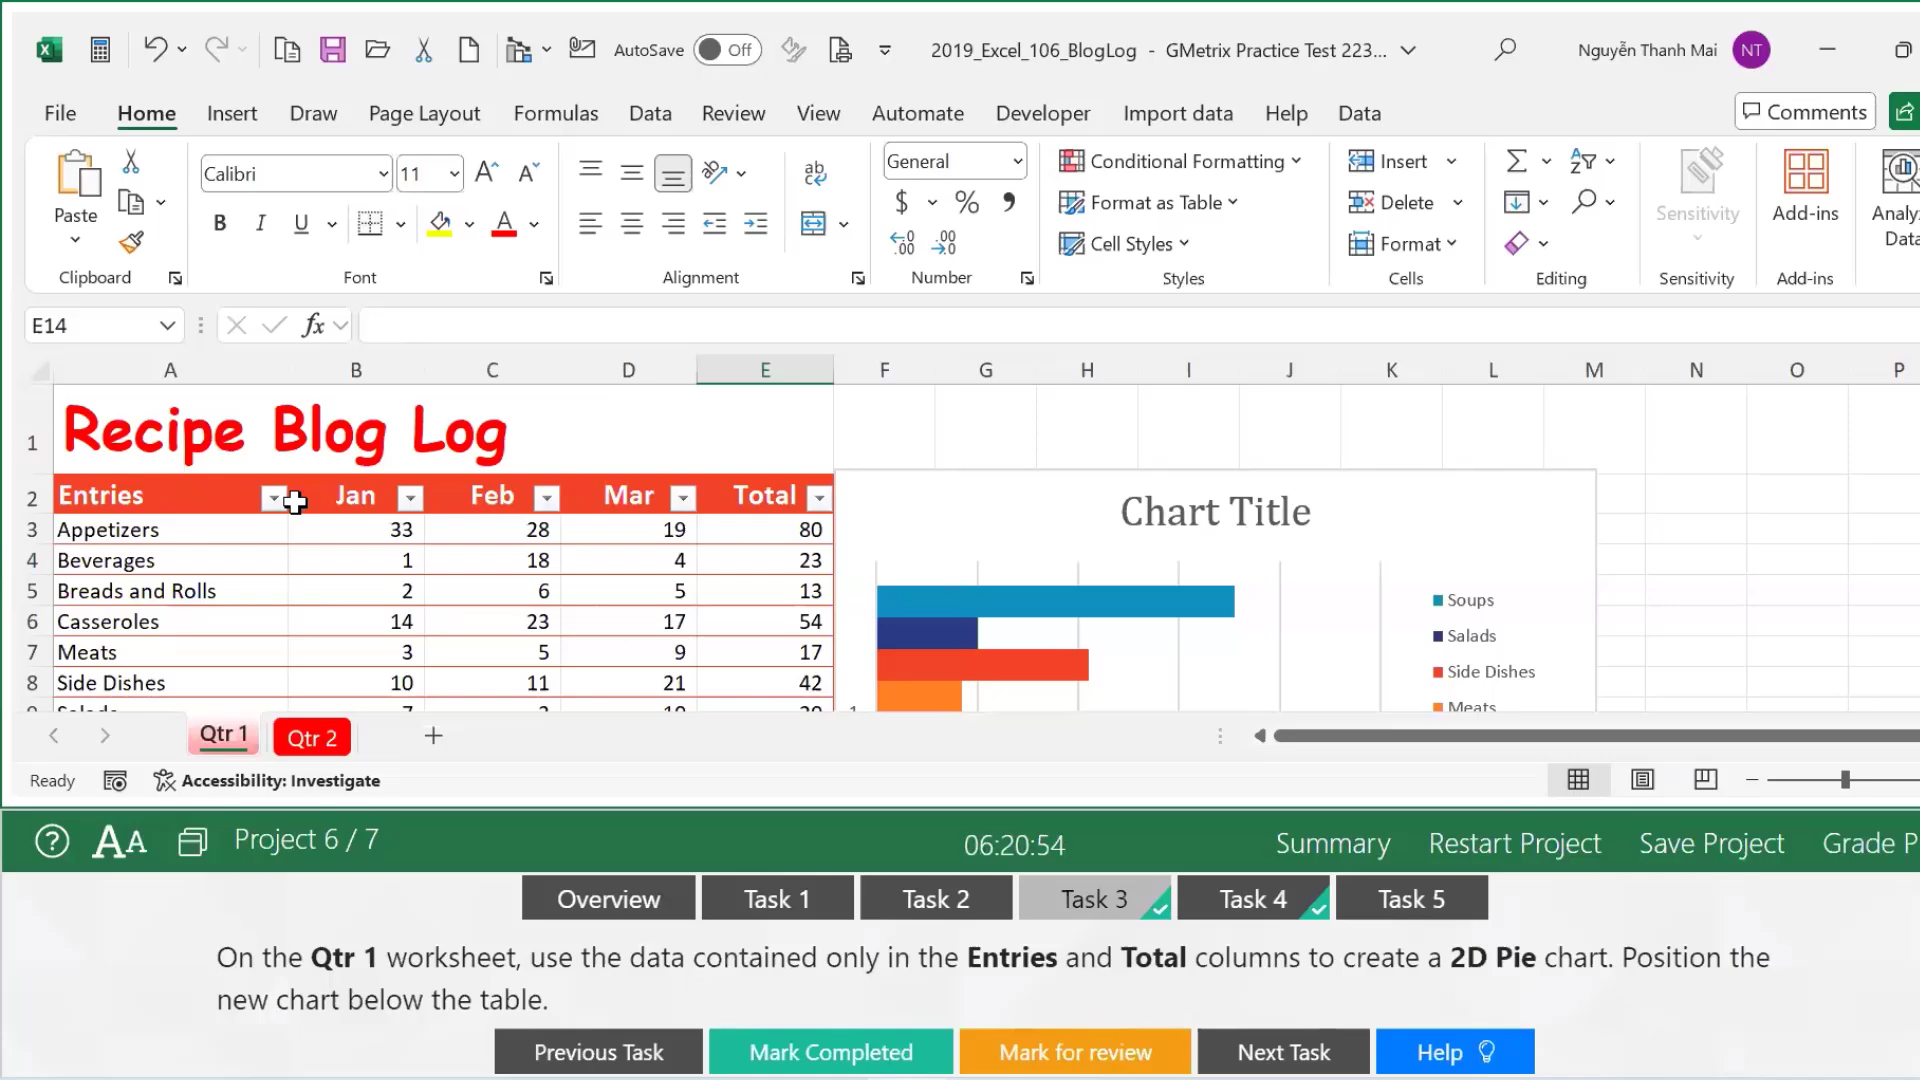 AutoSave Off 2019_Excel_106_BlogLog - GMetrix Practice Test 223... Nguyễn Thanh Mai NT
File Home Insert Draw Page Layout Formulas Data Review View Automate Developer Import data Help Data Comments
Paste
Calibri 11
General
Conditional Formatting
Format as Table
Cell Styles
Insert
Delete
Format
Sensitivity
Add-ins
Analyz
Data
Clipboard Font Alignment Number Styles Cells Editing Sensitivity Add-ins
E14 fx
A B C D E F G H I J K L M N O P
1 Recipe Blog Log
2 Entries Jan Feb Mar Total
3 Appetizers 33 28 19 80
4 Beverages 1 18 4 23
5 Breads and Rolls 2 6 5 13
6 Casseroles 14 23 17 54
7 Meats 3 5 9 17
8 Side Dishes 10 11 21 42
Chart Title
Soups
Salads
Side Dishes
Meats
1
Qtr 1 Qtr 2
Ready Accessibility: Investigate
Project 6 / 7 06:20:54 Summary Restart Project Save Project Grade P
Overview Task 1 Task 2 Task 3 Task 4 Task 5
On the Qtr 1 worksheet, use the data contained only in the Entries and Total columns to create a 2D Pie chart. Position the
new chart below the table.
Previous Task Mark Completed Mark for review Next Task Help